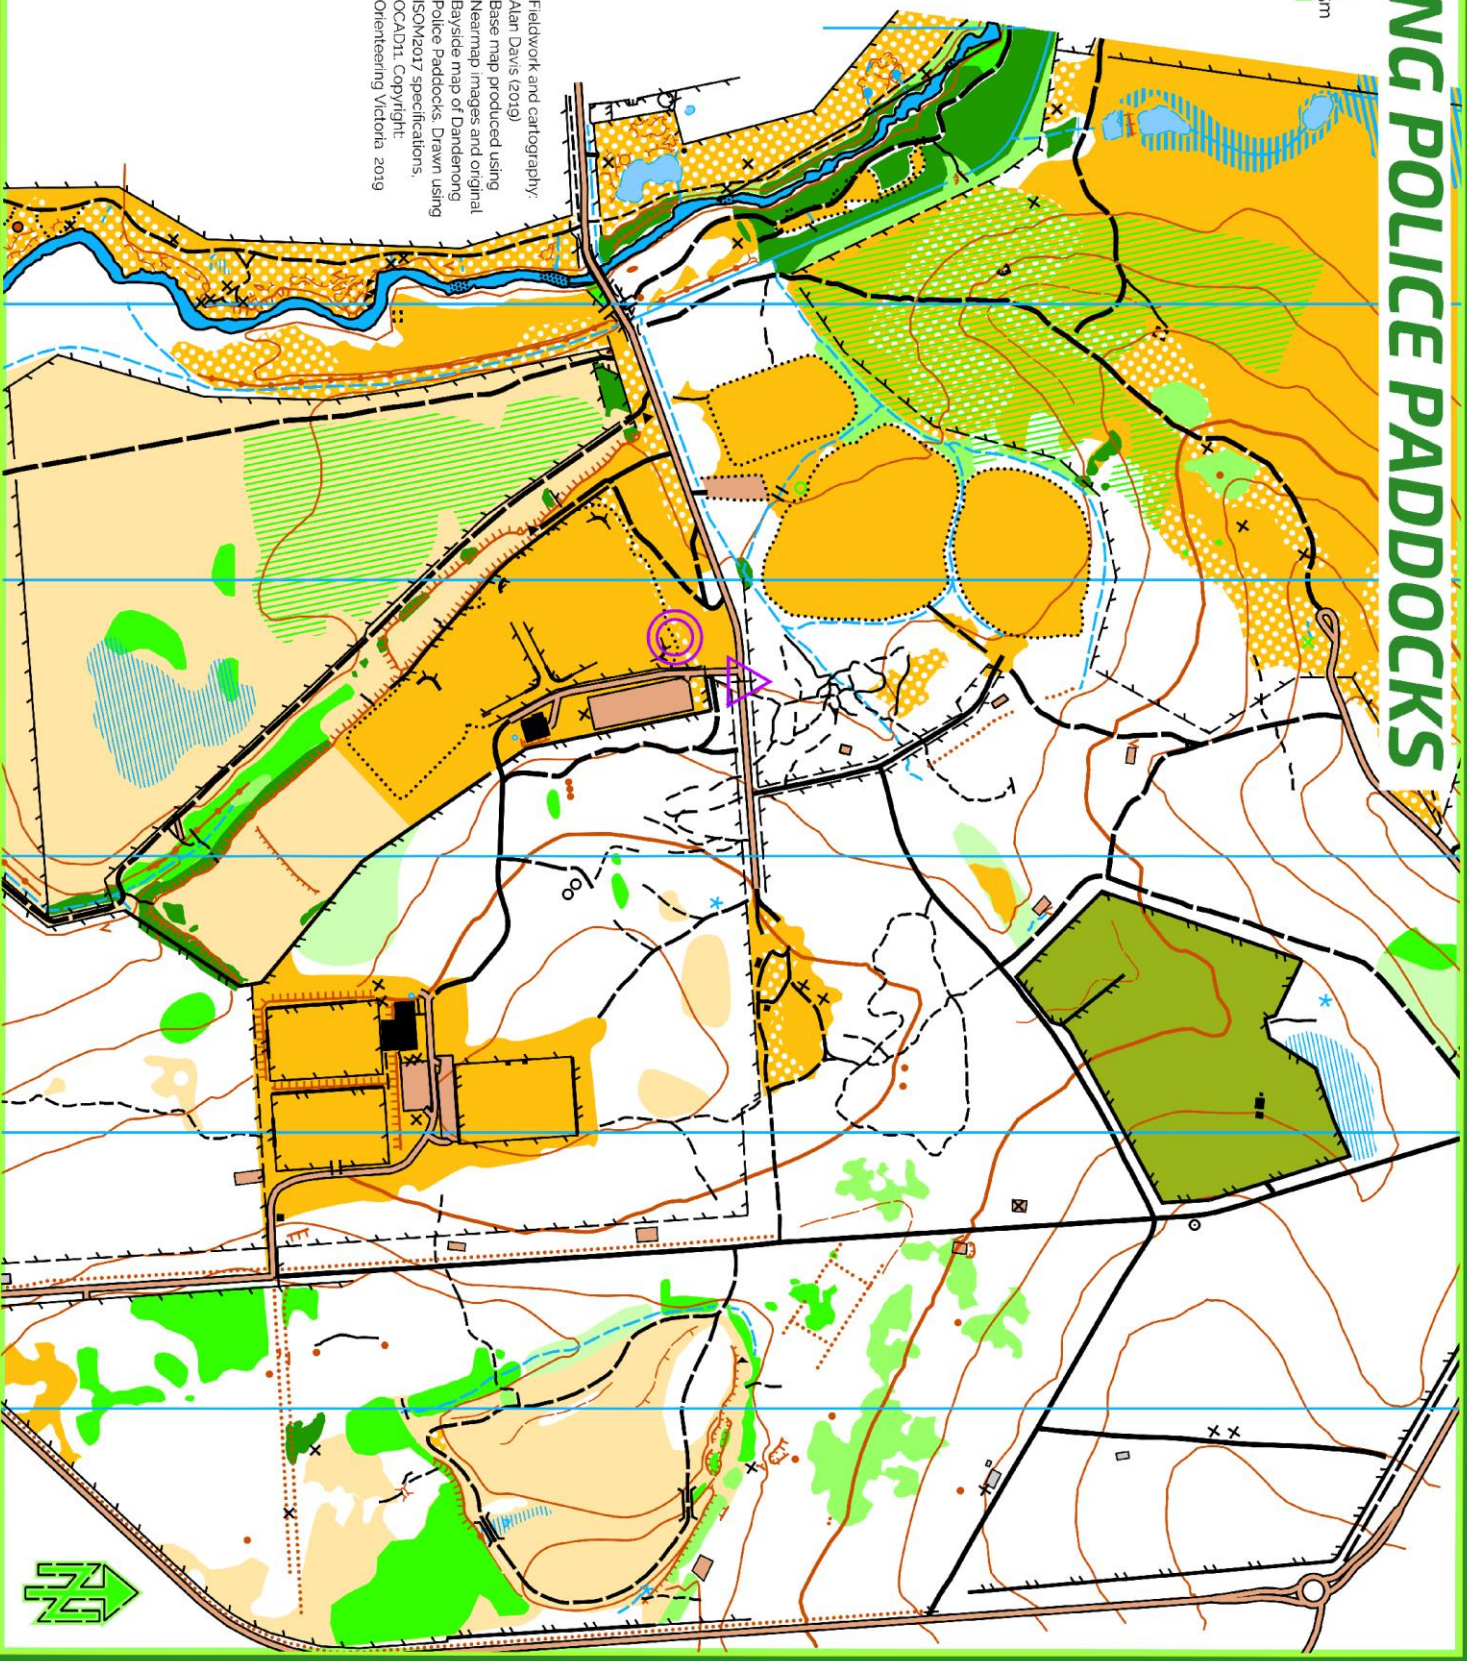 NG POLICE PADDOCKS
5m
Fieldwork and cartography:
Alan Davis (2019)
Base map produced using
Nearmap images and original
Bayside map of Dandenong
Police Paddocks. Drawn using
ISOM2017 specifications,
OCAD11. Copyright:
Orienteering Victoria 2019
N